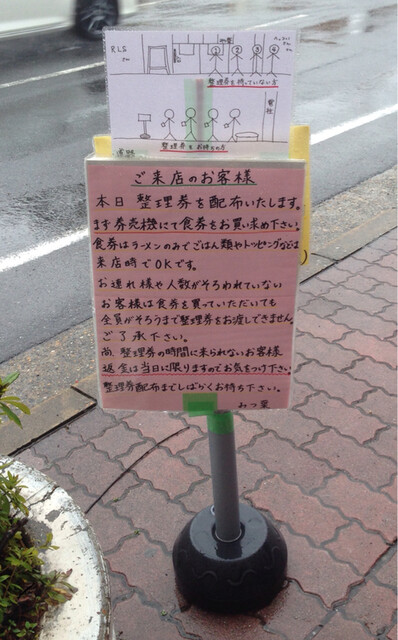 整理券を持っていない方
① ② ③ ④
整理券をお持ちの方
道路
ご来店のお客様
本日 整理券を配布いたします。
まず券売機にて食券をお買い求め下さい。
食券はラーメンのみでごはん類やトッピングなどは
来店時でOKです。
お連れ様や人数がそろわれていない
お客様は食券を買っていただいても
全員がそろうまで整理券をお渡しできません。
ご了承下さい。
尚、整理券の時間に来られないお客様
返金は当日に限りますのでお気をつけ下さい。
整理券配布までしばらくお待ち下さい。
みつ星